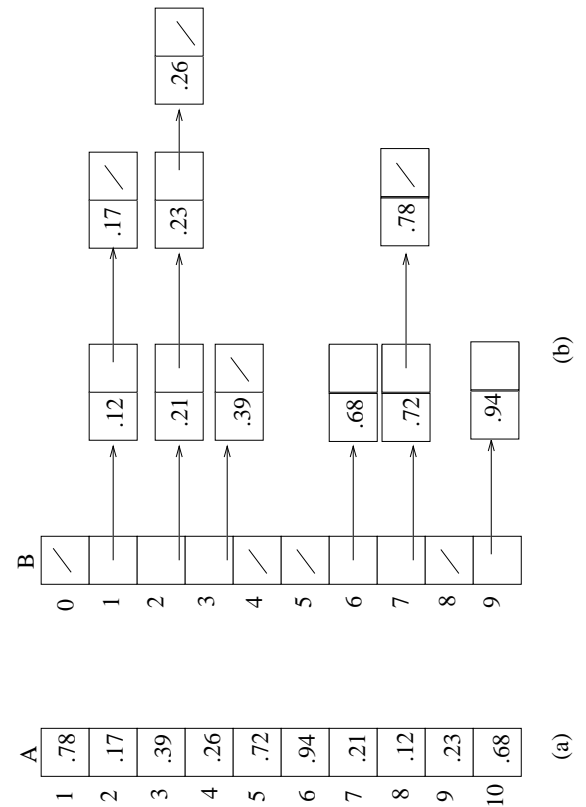 A B
1 .78 0
2 .17 1 .12 .17
3 .39 2 .21 .23 .26
4 .26 3 .39
5 .72 4
6 .94 5
7 .21 6 .68
8 .12 7 .72 .78
9 .23 8
10 .68 9 .94
(a) (b)